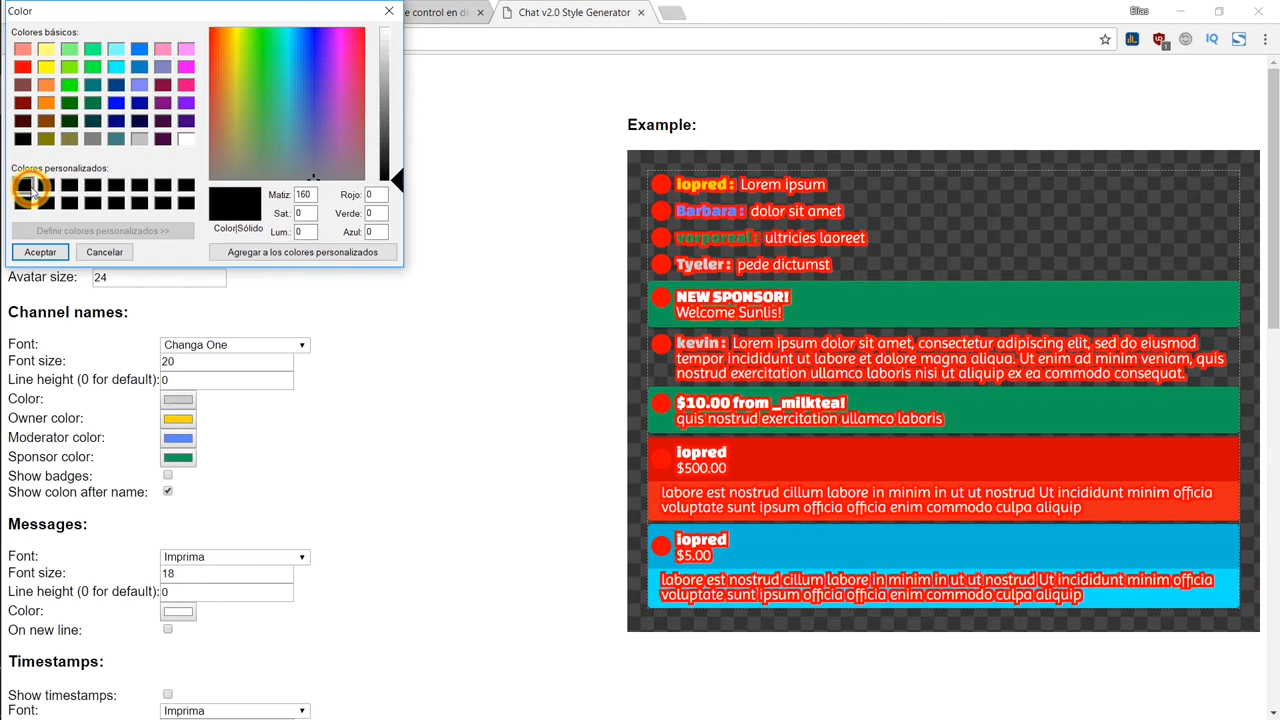 Color
e control en di
Chat v2.0 Style Generator
Elias
Colores básicos:
Colores personalizados:
Definir colores personalizados >>
Aceptar
Cancelar
Color|Sólido
Matiz: 160
Sat.: 0
Lum.: 0
Rojo: 0
Verde: 0
Azul: 0
Agregar a los colores personalizados
Avatar size: 24
Channel names:
Font: Changa One
Font size: 20
Line height (0 for default): 0
Color:
Owner color:
Moderator color:
Sponsor color:
Show badges:
Show colon after name:
Messages:
Font: Imprima
Font size: 18
Line height (0 for default): 0
Color:
On new line:
Timestamps:
Show timestamps:
Font: Imprima
1
IQ
S
Example:
iopred: Lorem ipsum
Barbara: dolor sit amet
vorporeal: ultricies laoreet
Tyeler: pede dictumst
NEW SPONSOR!
Welcome Sunlis!
kevin: Lorem ipsum dolor sit amet, consectetur adipiscing elit, sed do eiusmod
tempor incididunt ut labore et dolore magna aliqua. Ut enim ad minim veniam, quis
nostrud exercitation ullamco laboris nisi ut aliquip ex ea commodo consequat.
$10.00 from _milktea!
quis nostrud exercitation ullamco laboris
iopred
$500.00
labore est nostrud cillum labore in minim in ut ut nostrud Ut incididunt minim officia
voluptate sunt ipsum officia officia enim commodo culpa aliquip
iopred
$5.00
labore est nostrud cillum labore in minim in ut ut nostrud Ut incididunt minim officia
voluptate sunt ipsum officia officia enim commodo culpa aliquip